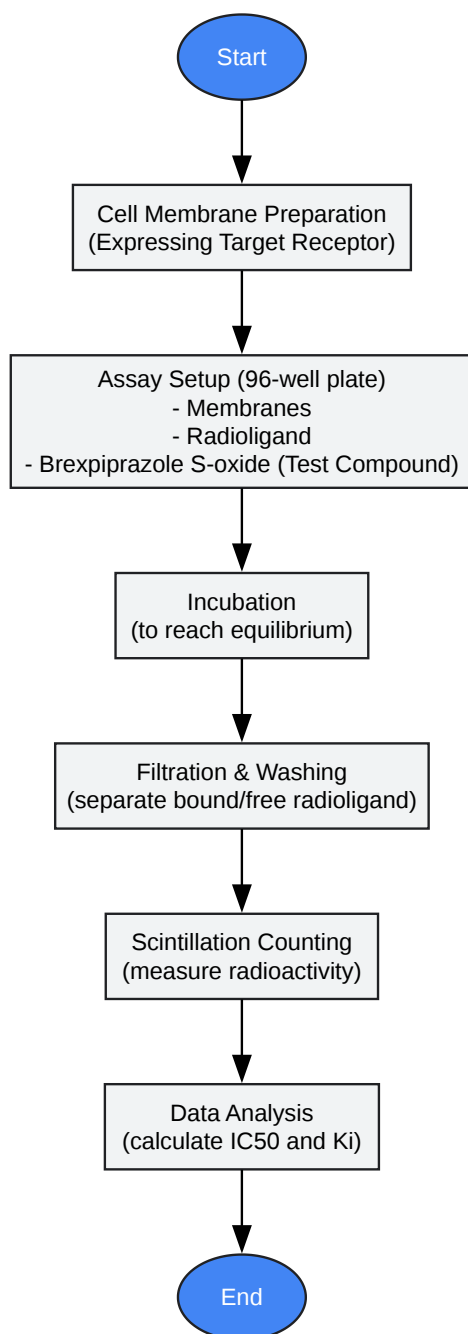 Start
Cell Membrane Preparation
(Expressing Target Receptor)
Assay Setup (96-well plate)
- Membranes
- Radioligand
- Brexpiprazole S-oxide (Test Compound)
Incubation
(to reach equilibrium)
Filtration & Washing
(separate bound/free radioligand)
Scintillation Counting
(measure radioactivity)
Data Analysis
(calculate IC50 and Ki)
End